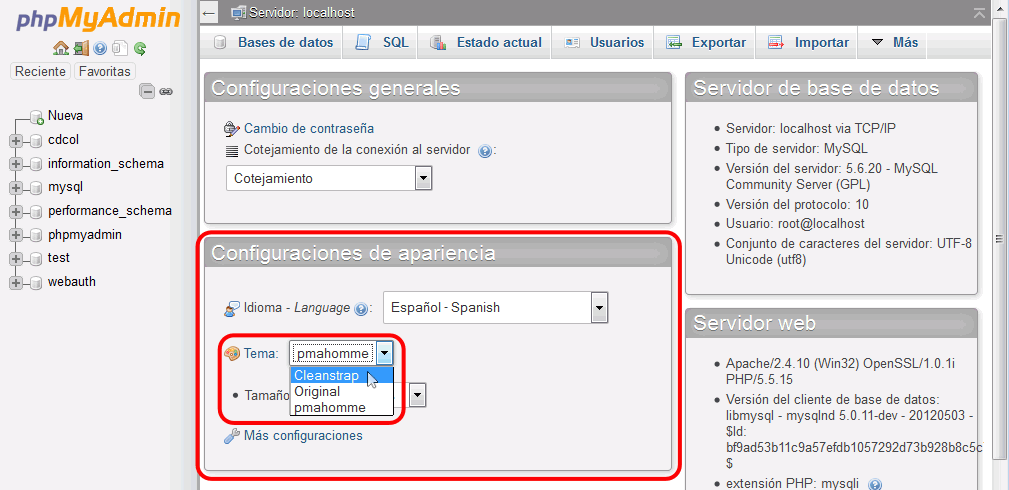 phpMyAdmin
Reciente Favoritas
Nueva
cdcol
information_schema
mysql
performance_schema
phpmyadmin
test
webauth
Servidor: localhost
Bases de datos SQL Estado actual Usuarios Exportar Importar Más
Configuraciones generales
Cambio de contraseña
Cotejamiento de la conexión al servidor :
Cotejamiento
Configuraciones de apariencia
Idioma - Language : Español - Spanish
Tema: pmahomme
Cleanstrap
Original
pmahomme
Tamaño
Más configuraciones
Servidor de base de datos
Servidor: localhost via TCP/IP
Tipo de servidor: MySQL
Versión del servidor: 5.6.20 - MySQL
Community Server (GPL)
Versión del protocolo: 10
Usuario: root@localhost
Conjunto de caracteres del servidor: UTF-8
Unicode (utf8)
Servidor web
Apache/2.4.10 (Win32) OpenSSL/1.0.1i
PHP/5.5.15
Versión del cliente de base de datos:
libmysql - mysqlnd 5.0.11-dev - 20120503 -
$Id:
bf9ad53b11c9a57efdb1057292d73b928b8c5c
$
extensión PHP: mysqli